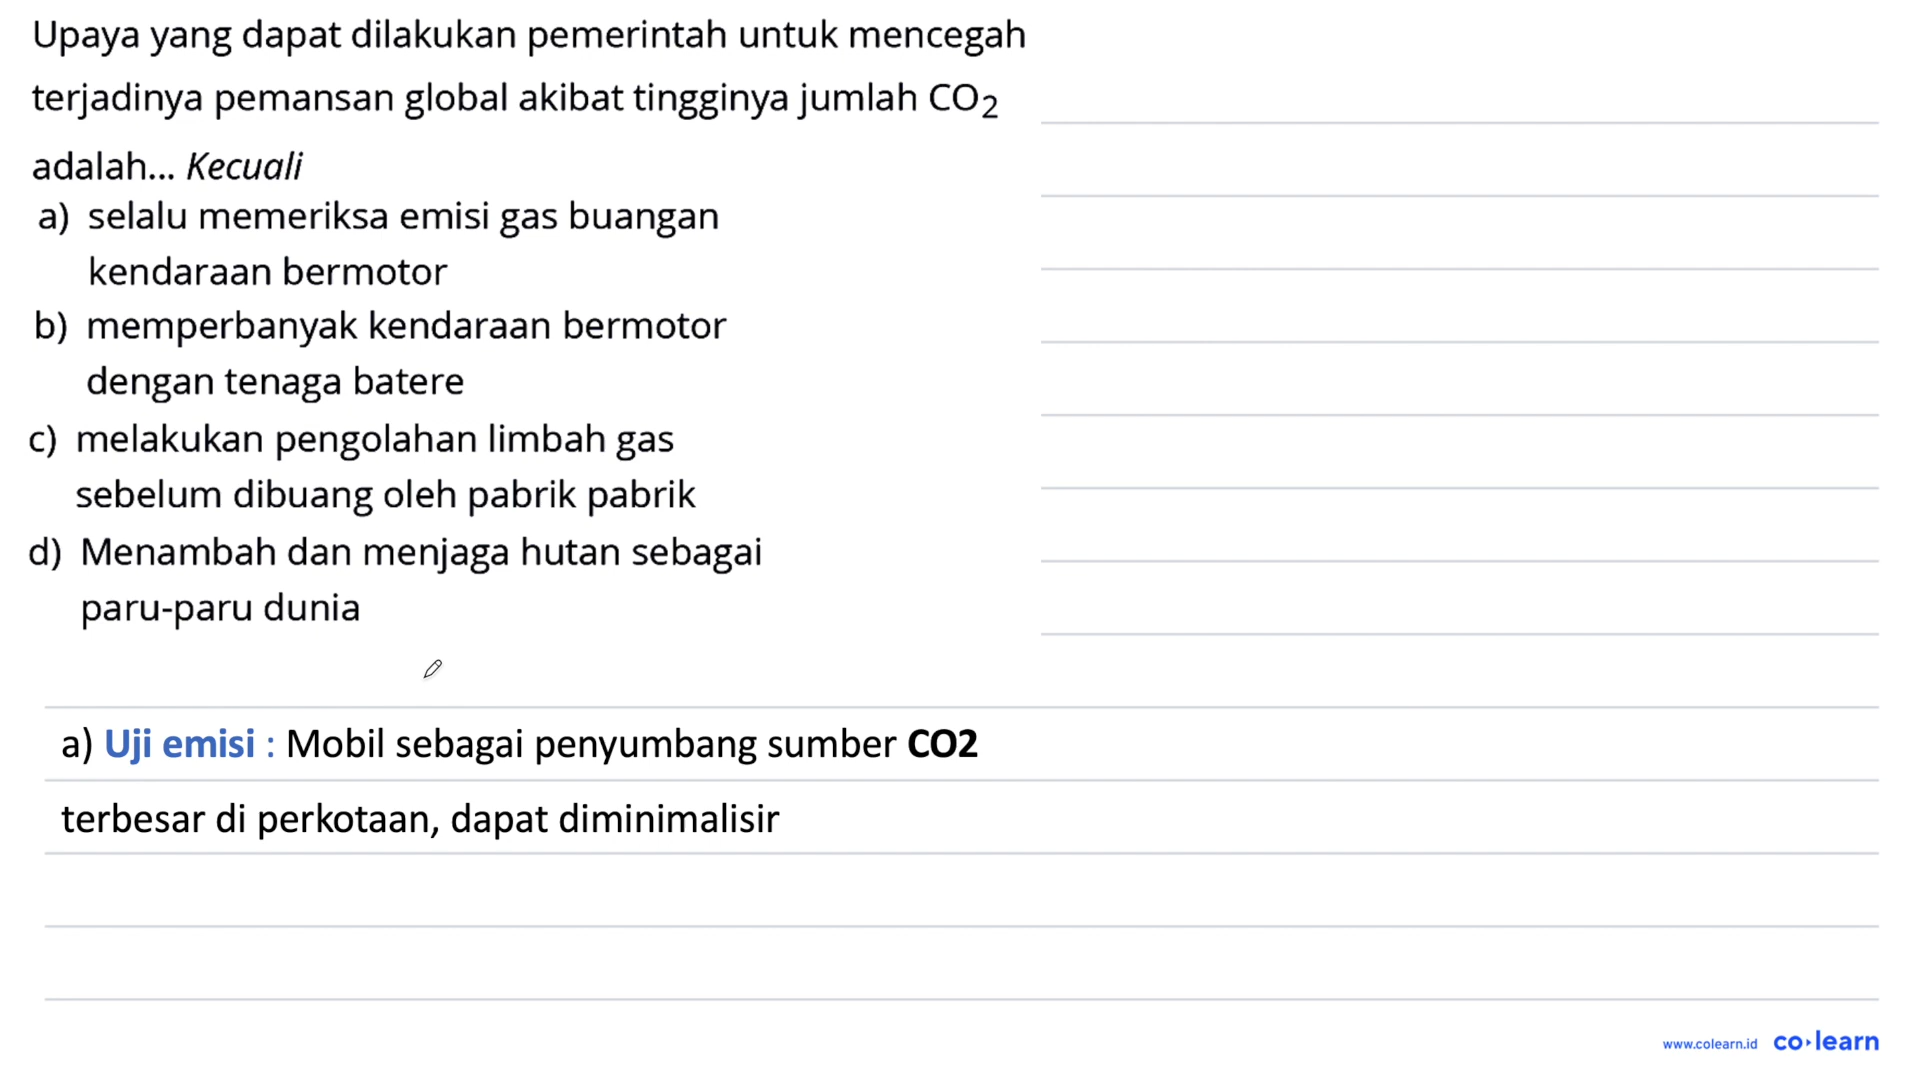 Upaya yang dapat dilakukan pemerintah untuk mencegah
terjadinya pemansan global akibat tingginya jumlah CO₂
adalah... Kecuali
a) selalu memeriksa emisi gas buangan
kendaraan bermotor
b) memperbanyak kendaraan bermotor
dengan tenaga batere
c) melakukan pengolahan limbah gas
sebelum dibuang oleh pabrik pabrik
d) Menambah dan menjaga hutan sebagai
paru-paru dunia
a) Uji emisi : Mobil sebagai penyumbang sumber CO2
terbesar di perkotaan, dapat diminimalisir
www.colearn.id co learn